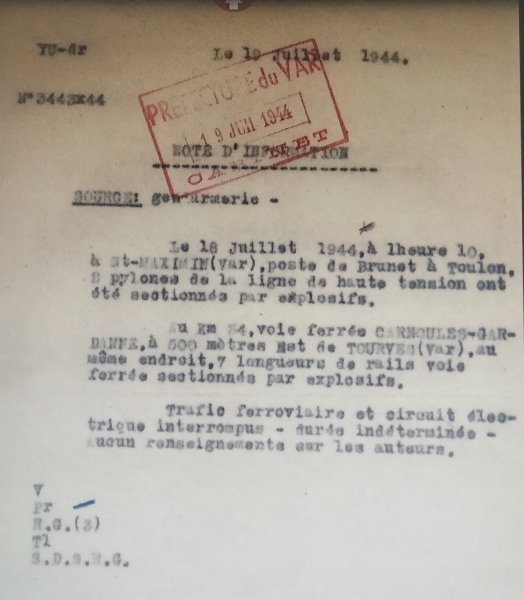 YU-dr Le 19 Juillet 1944.
N°3443X44
PREFECTURE du VAR
19 JUIL 1944
CABINET
NOTE D'INFORMATION
SOURCE: gendarmerie -
Le 18 Juillet 1944, à 1heure 10,
à St-MAXIMIN(Var),poste de Brunet à Toulon.
2 pylones de la ligne de haute tension ont
été sectionnés par explosifs.
Au Km 54,voie ferrée CARNOULES-GAR-
DANNE,à 500 mètres Est de TOURVES(Var),au
même endroit,7 longueurs de rails voie
ferrée sectionnés par explosifs.
Trafic ferroviaire et circuit élec-
trique interrompus - durée indéterminée -
aucun renseignements sur les auteurs.
V
Pr
R.G.(3)
Tl
S.D.S.R.G.